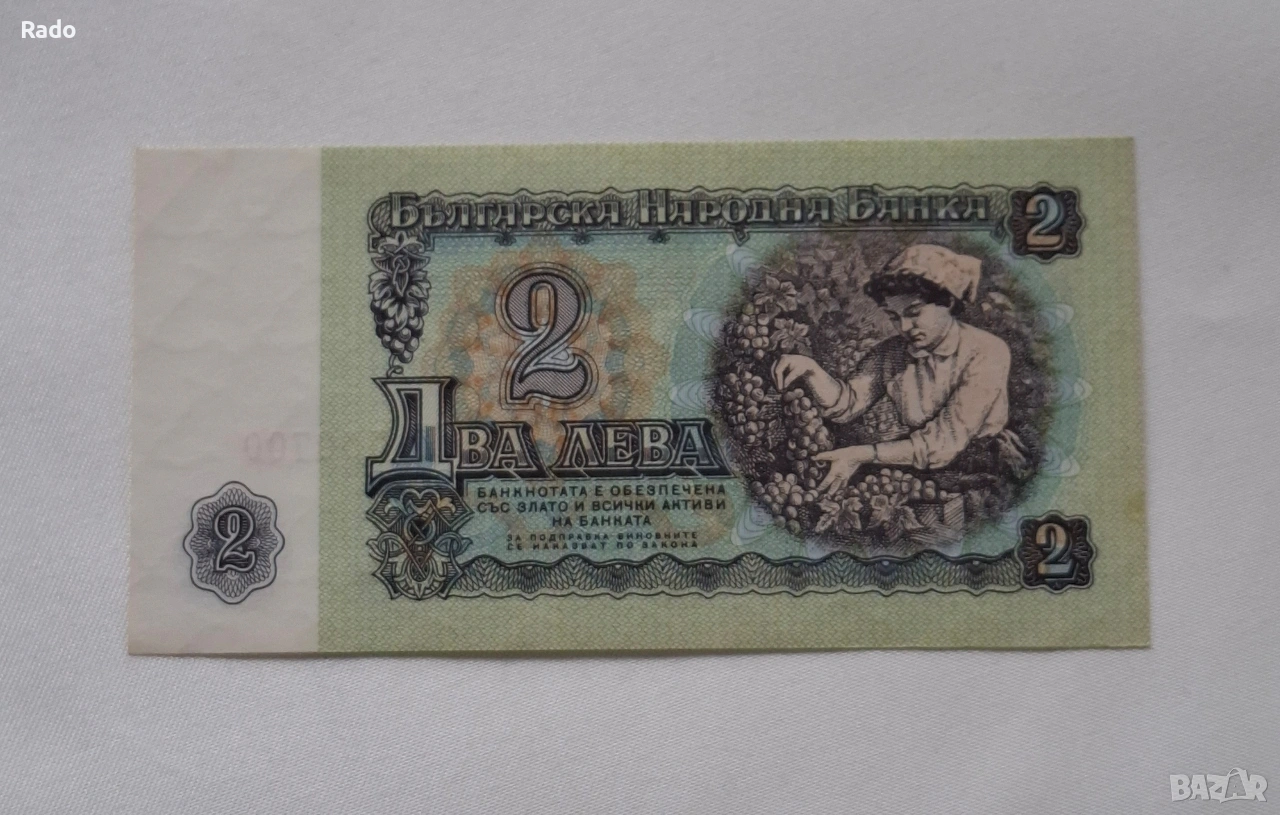 Rado
Българска Народна Банка 2
2
Два лева
БАНКНОТАТА Е ОБЕЗПЕЧЕНА
СЪС ЗЛАТО И ВСИЧКИ АКТИВИ
НА БАНКАТА
ЗА ПОДПРАВКА ВИНОВНИТЕ
СЕ НАКАЗВАТ ПО ЗАКОНА
2 2
BAZAR